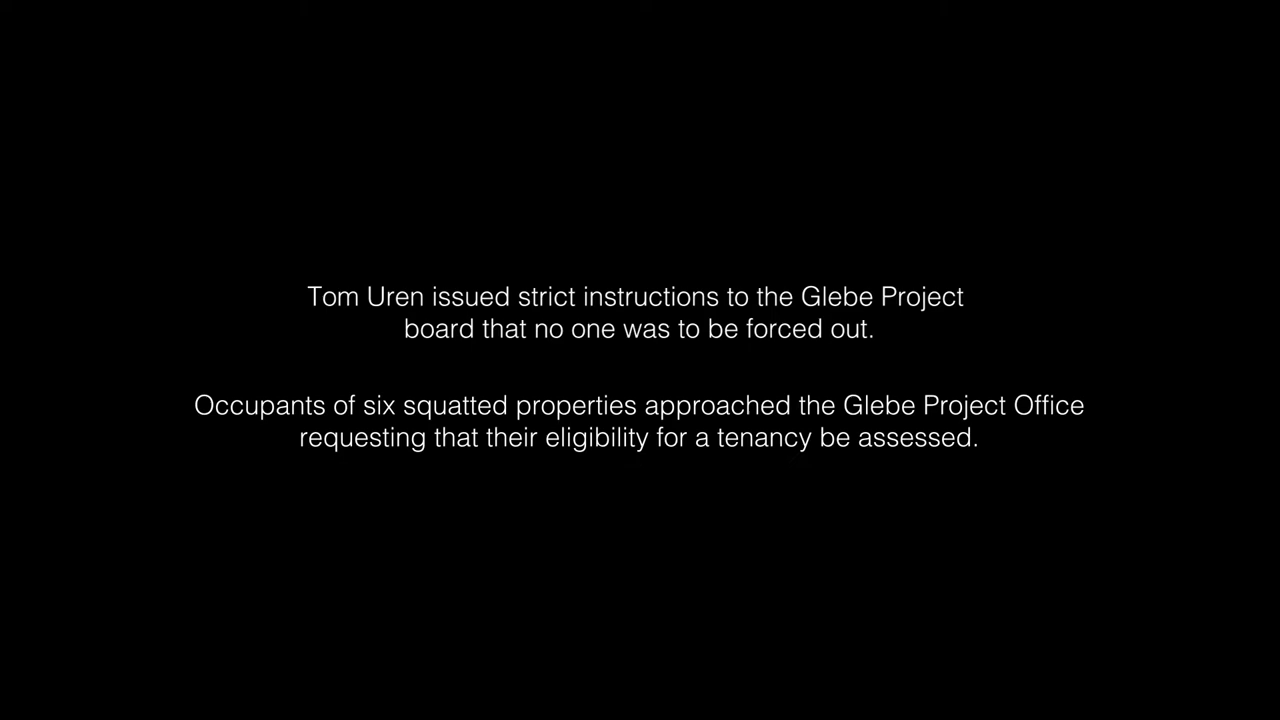 Tom Uren issued strict instructions to the Glebe Project
board that no one was to be forced out.
Occupants of six squatted properties approached the Glebe Project Office
requesting that their eligibility for a tenancy be assessed.